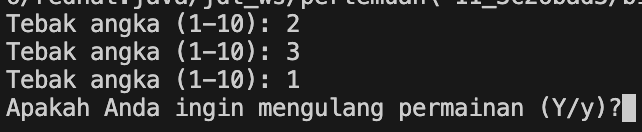 Tebak angka (1-10): 2
Tebak angka (1-10): 3
Tebak angka (1-10): 1
Apakah Anda ingin mengulang permainan (Y/y)?